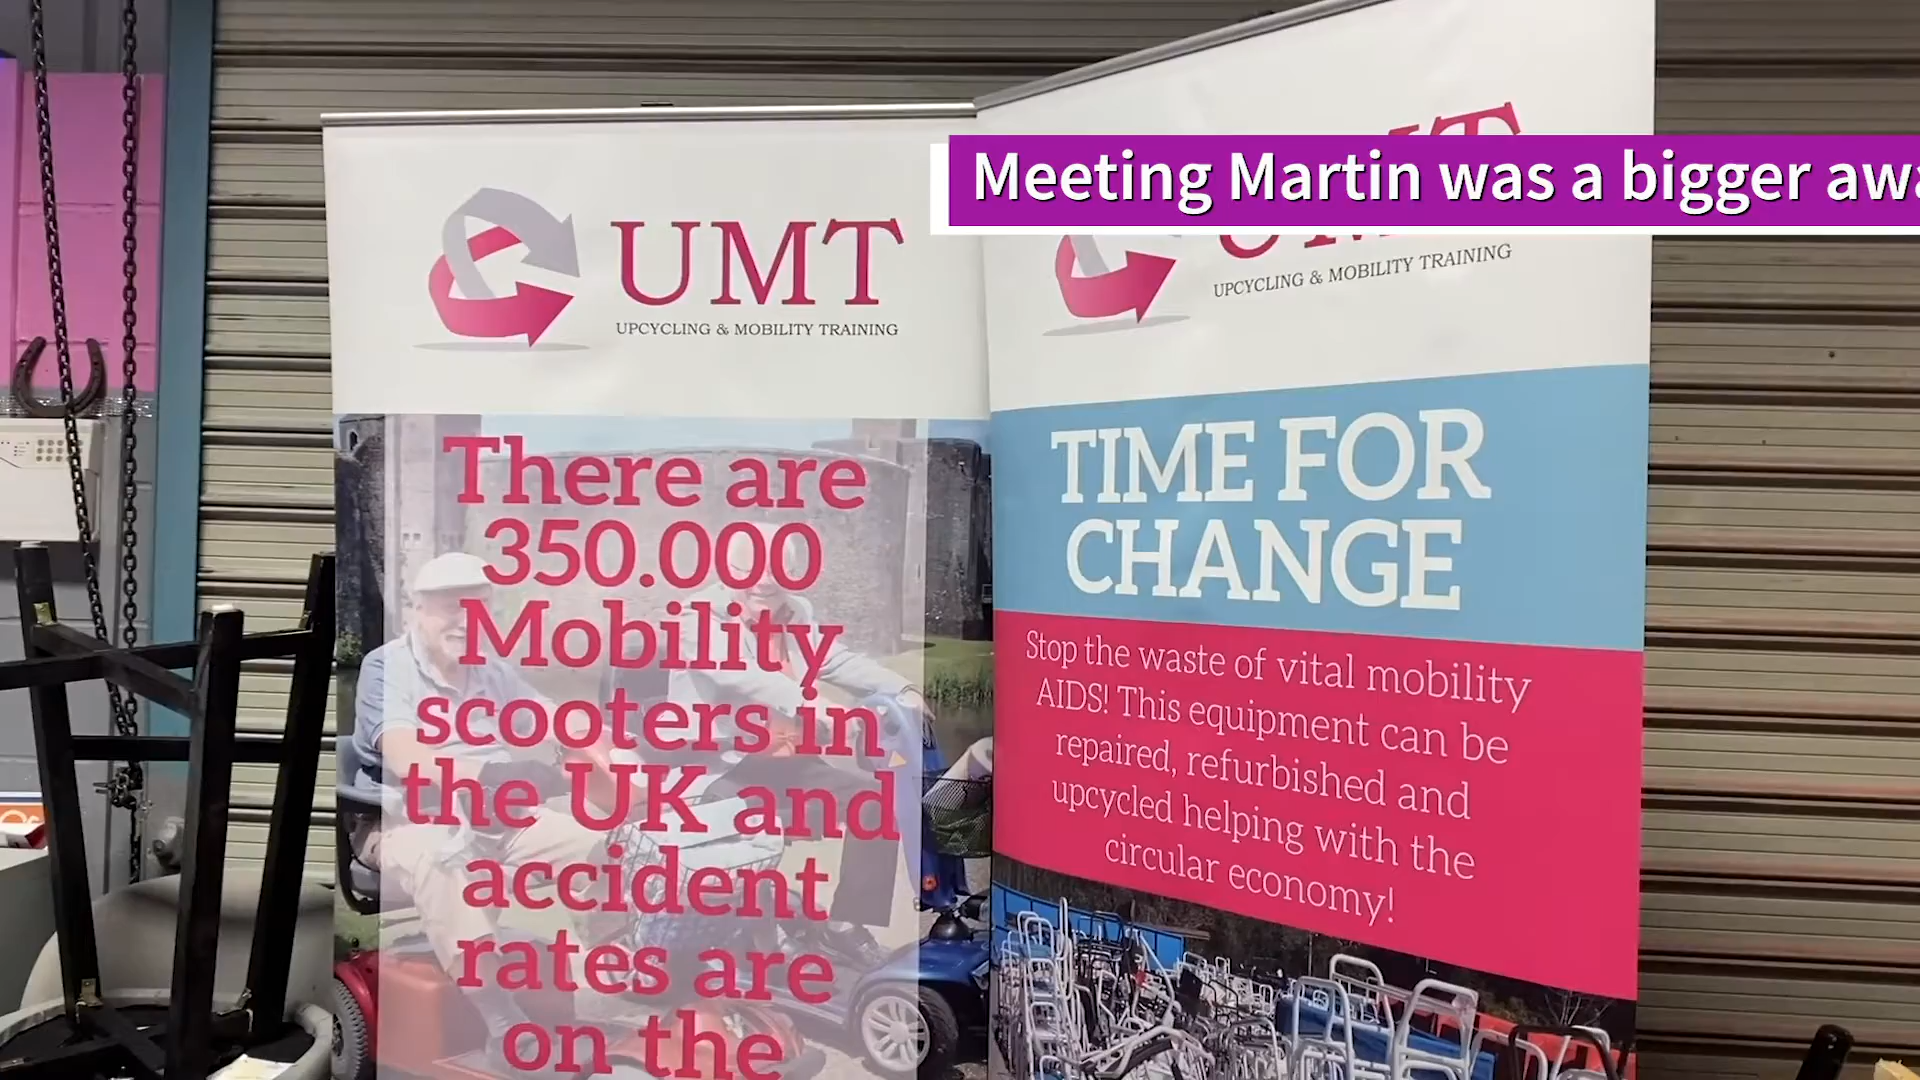 Meeting Martin was a bigger
UMT
UPCYCLING & MOBILITY TRAINING
There are
350.000
Mobility
scooters in
the UK and
accident
rates are
on the
UMT
UPCYCLING & MOBILITY TRAINING
TIME FOR
CHANGE
Stop the waste of vital mobility
AIDS! This equipment can be
repaired, refurbished and
upcycled helping with the
circular economy!